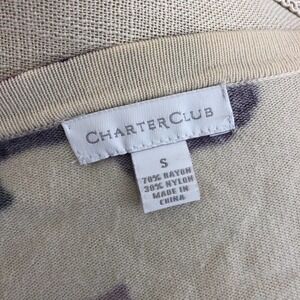 CHARTER CLUB
S
70% RAYON
30% NYLON
MADE IN
CHINA